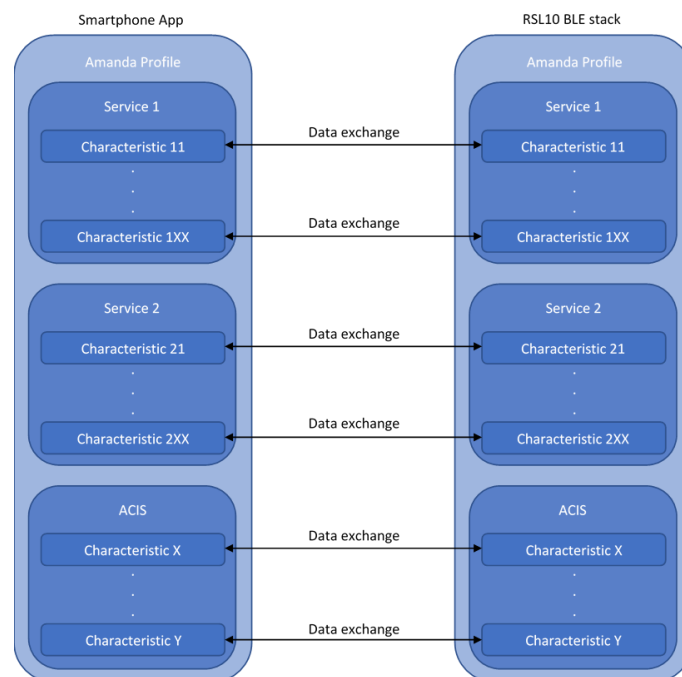 Smartphone App
RSL10 BLE stack
Amanda Profile
Amanda Profile
Service 1
Service 1
Data exchange
Characteristic 11
Characteristic 11
.
.
.
.
.
.
Data exchange
Characteristic 1XX
Characteristic 1XX
Service 2
Service 2
Data exchange
Characteristic 21
Characteristic 21
.
.
.
.
.
.
Data exchange
Characteristic 2XX
Characteristic 2XX
ACIS
ACIS
Data exchange
Characteristic X
Characteristic X
.
.
.
.
.
.
Data exchange
Characteristic Y
Characteristic Y